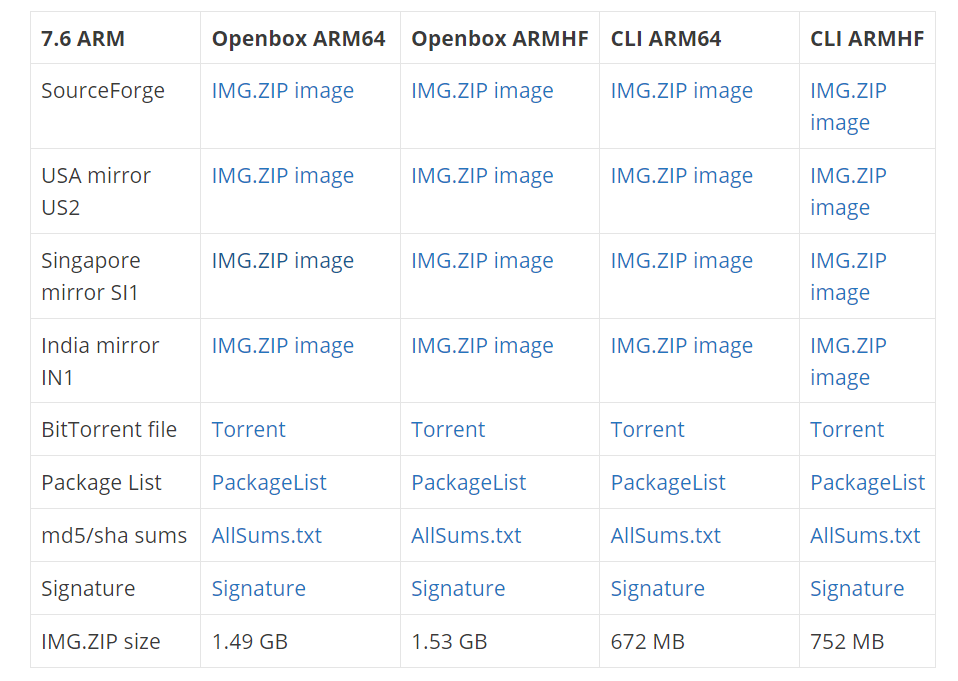 7.6 ARM Openbox ARM64 Openbox ARMHF CLI ARM64 CLI ARMHF
SourceForge IMG.ZIP image IMG.ZIP image IMG.ZIP image IMG.ZIP
image
USA mirror IMG.ZIP image IMG.ZIP image IMG.ZIP image IMG.ZIP
US2 image
Singapore IMG.ZIP image IMG.ZIP image IMG.ZIP image IMG.ZIP
mirror SI1 image
India mirror IMG.ZIP image IMG.ZIP image IMG.ZIP image IMG.ZIP
IN1 image
BitTorrent file Torrent Torrent Torrent Torrent
Package List PackageList PackageList PackageList PackageList
md5/sha sums AllSums.txt AllSums.txt AllSums.txt AllSums.txt
Signature Signature Signature Signature Signature
IMG.ZIP size 1.49 GB 1.53 GB 672 MB 752 MB